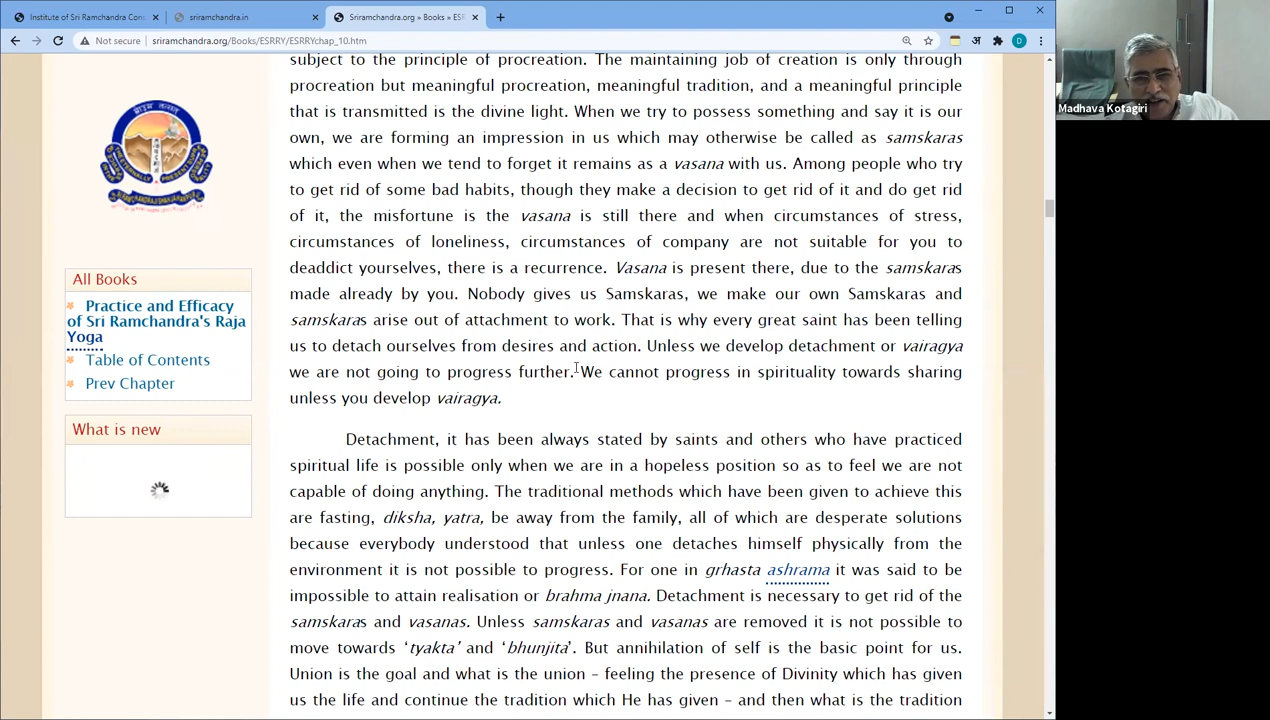 Institute of Sri Ramchandra Con
sriramchandra.in
Sriramchandra.org » Books » ESR
Not secure
sriramchandra.org/Books/ESRRY/ESRRYchap_10.htm
अ
D
Madhava Kotagiri
subject to the principle of procreation. The maintaining job of creation is only through
procreation but meaningful procreation, meaningful tradition, and a meaningful principle
that is transmitted is the divine light. When we try to possess something and say it is our
own, we are forming an impression in us which may otherwise be called as samskaras
which even when we tend to forget it remains as a vasana with us. Among people who try
to get rid of some bad habits, though they make a decision to get rid of it and do get rid
of it, the misfortune is the vasana is still there and when circumstances of stress,
circumstances of loneliness, circumstances of company are not suitable for you to
deaddict yourselves, there is a recurrence. Vasana is present there, due to the samskaras
made already by you. Nobody gives us Samskaras, we make our own Samskaras and
samskaras arise out of attachment to work. That is why every great saint has been telling
us to detach ourselves from desires and action. Unless we develop detachment or vairagya
we are not going to progress further. We cannot progress in spirituality towards sharing
unless you develop vairagya.
Detachment, it has been always stated by saints and others who have practiced
spiritual life is possible only when we are in a hopeless position so as to feel we are not
capable of doing anything. The traditional methods which have been given to achieve this
are fasting, diksha, yatra, be away from the family, all of which are desperate solutions
because everybody understood that unless one detaches himself physically from the
environment it is not possible to progress. For one in grhasta ashrama it was said to be
impossible to attain realisation or brahma jnana. Detachment is necessary to get rid of the
samskaras and vasanas. Unless samskaras and vasanas are removed it is not possible to
move towards ‘tyakta’ and ‘bhunjita’. But annihilation of self is the basic point for us.
Union is the goal and what is the union – feeling the presence of Divinity which has given
us the life and continue the tradition which He has given – and then what is the tradition
All Books
Practice and Efficacy
of Sri Ramchandra's Raja
Yoga
Table of Contents
Prev Chapter
What is new